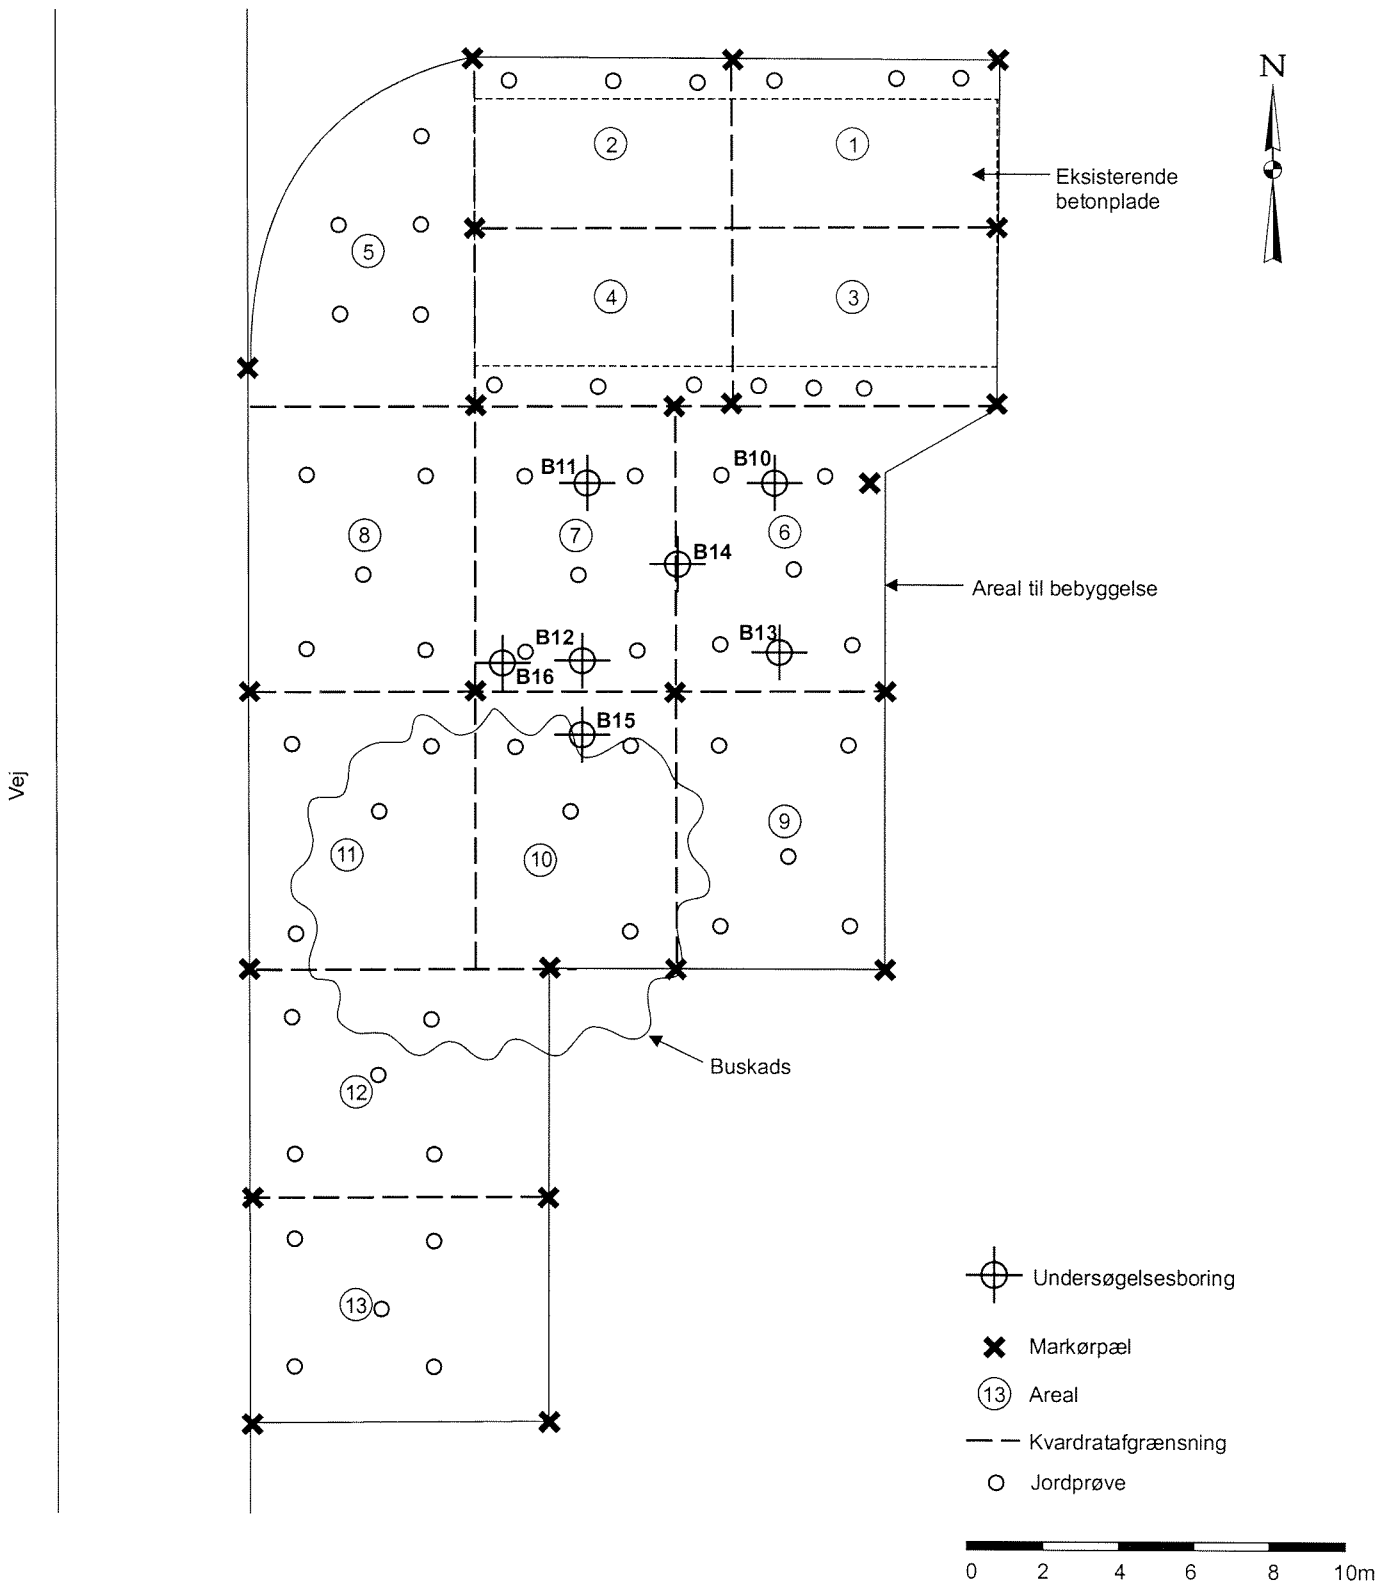 N
2
1
Eksisterende
betonplade
5
4
3
B11
B10
8
7
6
B14
Areal til bebyggelse
B12
B13
B16
B15
Vej
9
11
10
Buskads
12
13
Undersøgelsesboring
Markørpæl
13 Areal
Kvardratafgrænsning
Jordprøve
0 2 4 6 8 10m